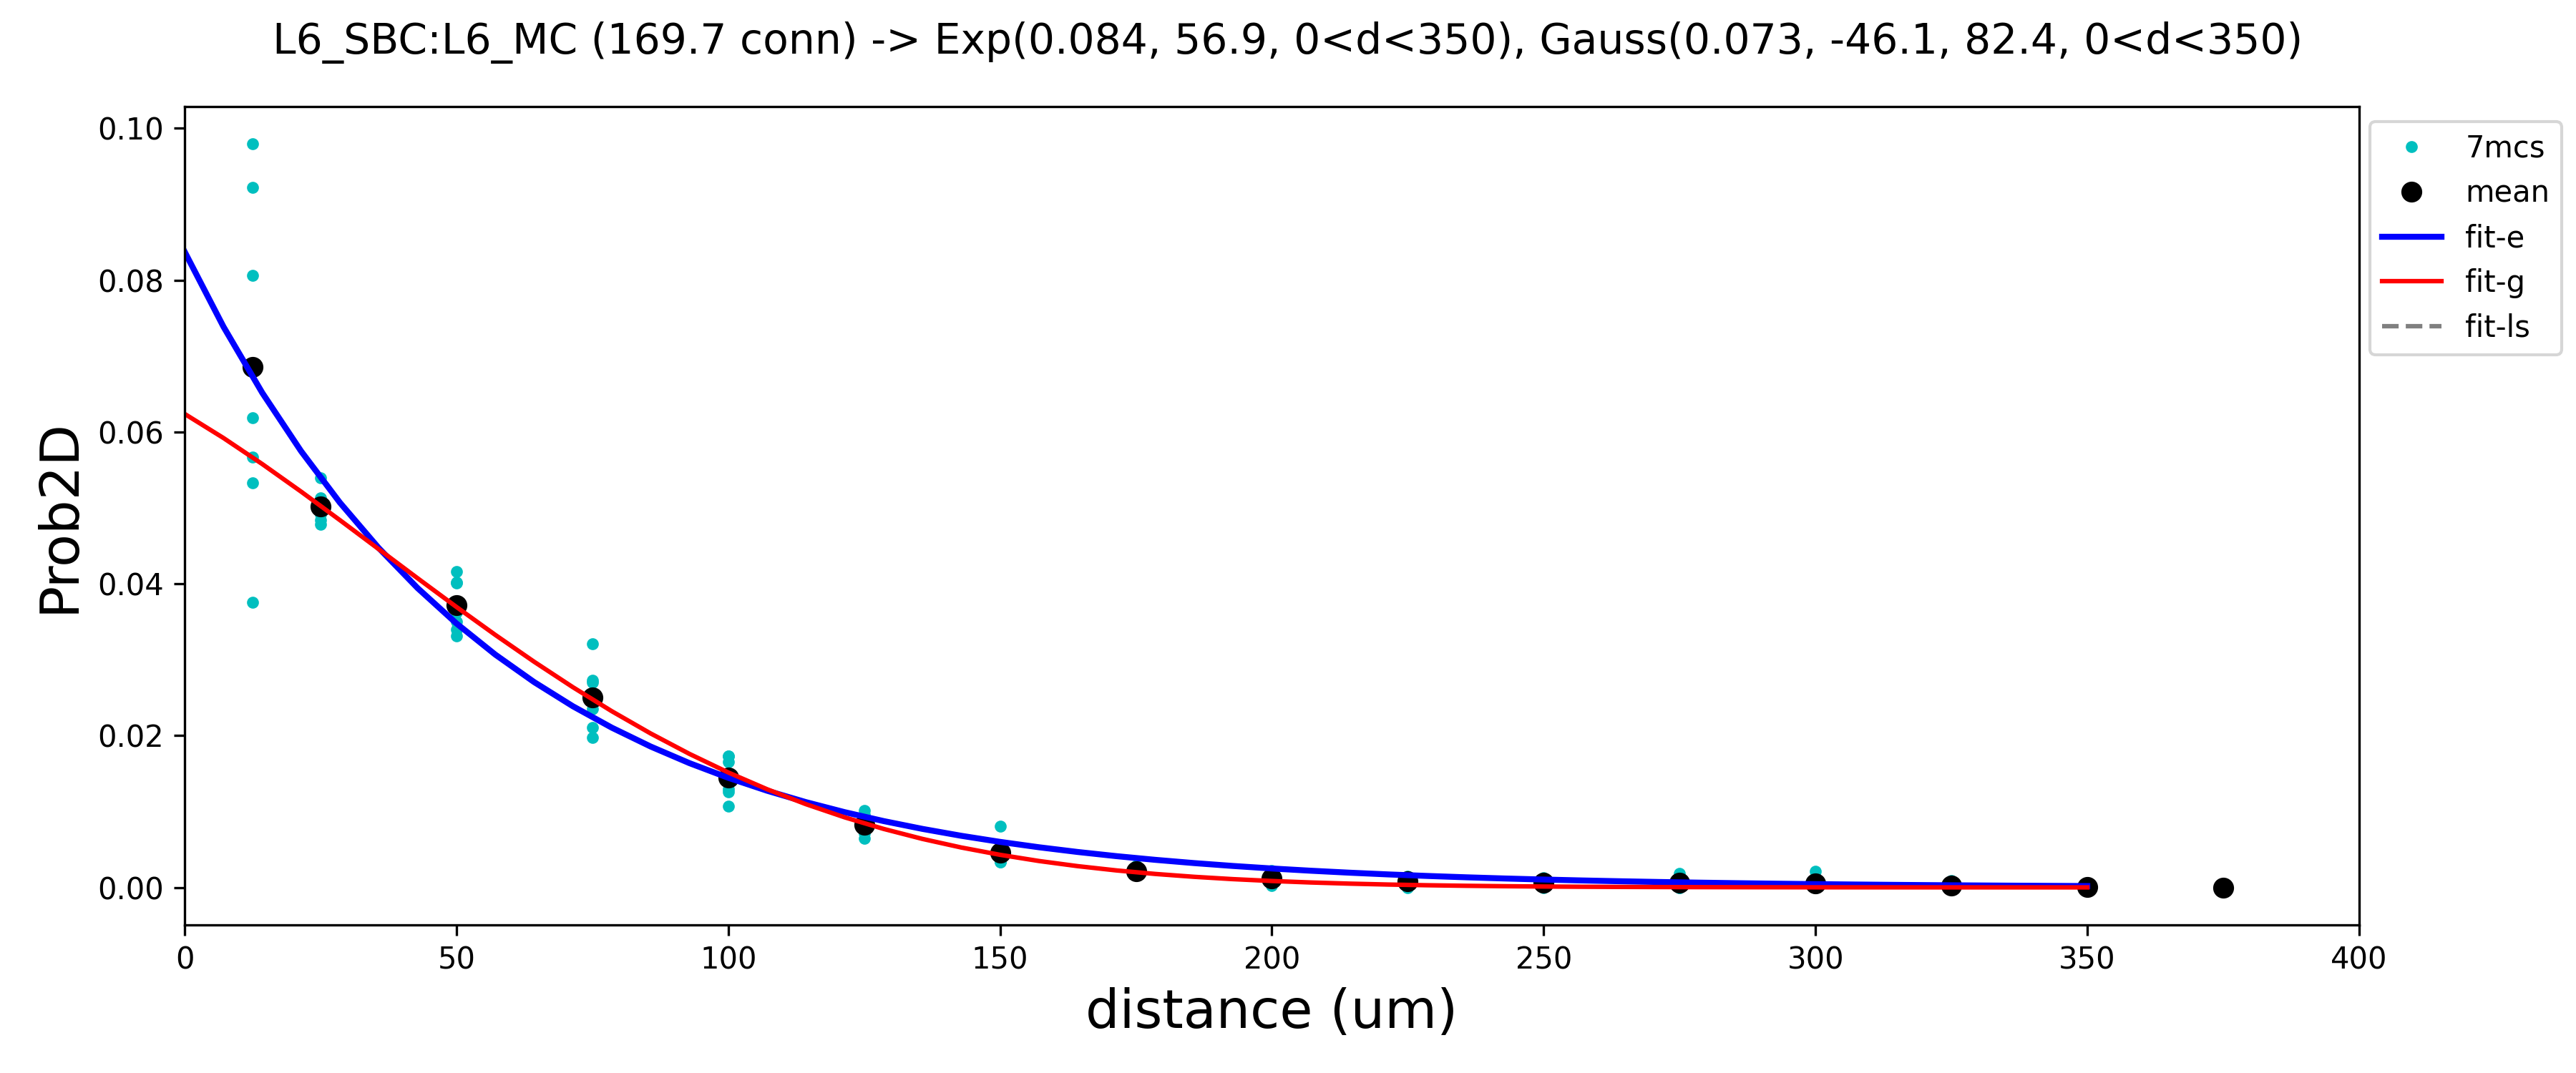 L6_SBC:L6_MC (169.7 conn) -> Exp(0.084, 56.9, 0<d<350), Gauss(0.073, -46.1, 82.4, 0<d<350)
0.10
0.08
0.06
0.04
0.02
0.00
Prob2D
0 50 100 150 200 250 300 350 400
distance (um)
7mcs
mean
fit-e
fit-g
fit-ls